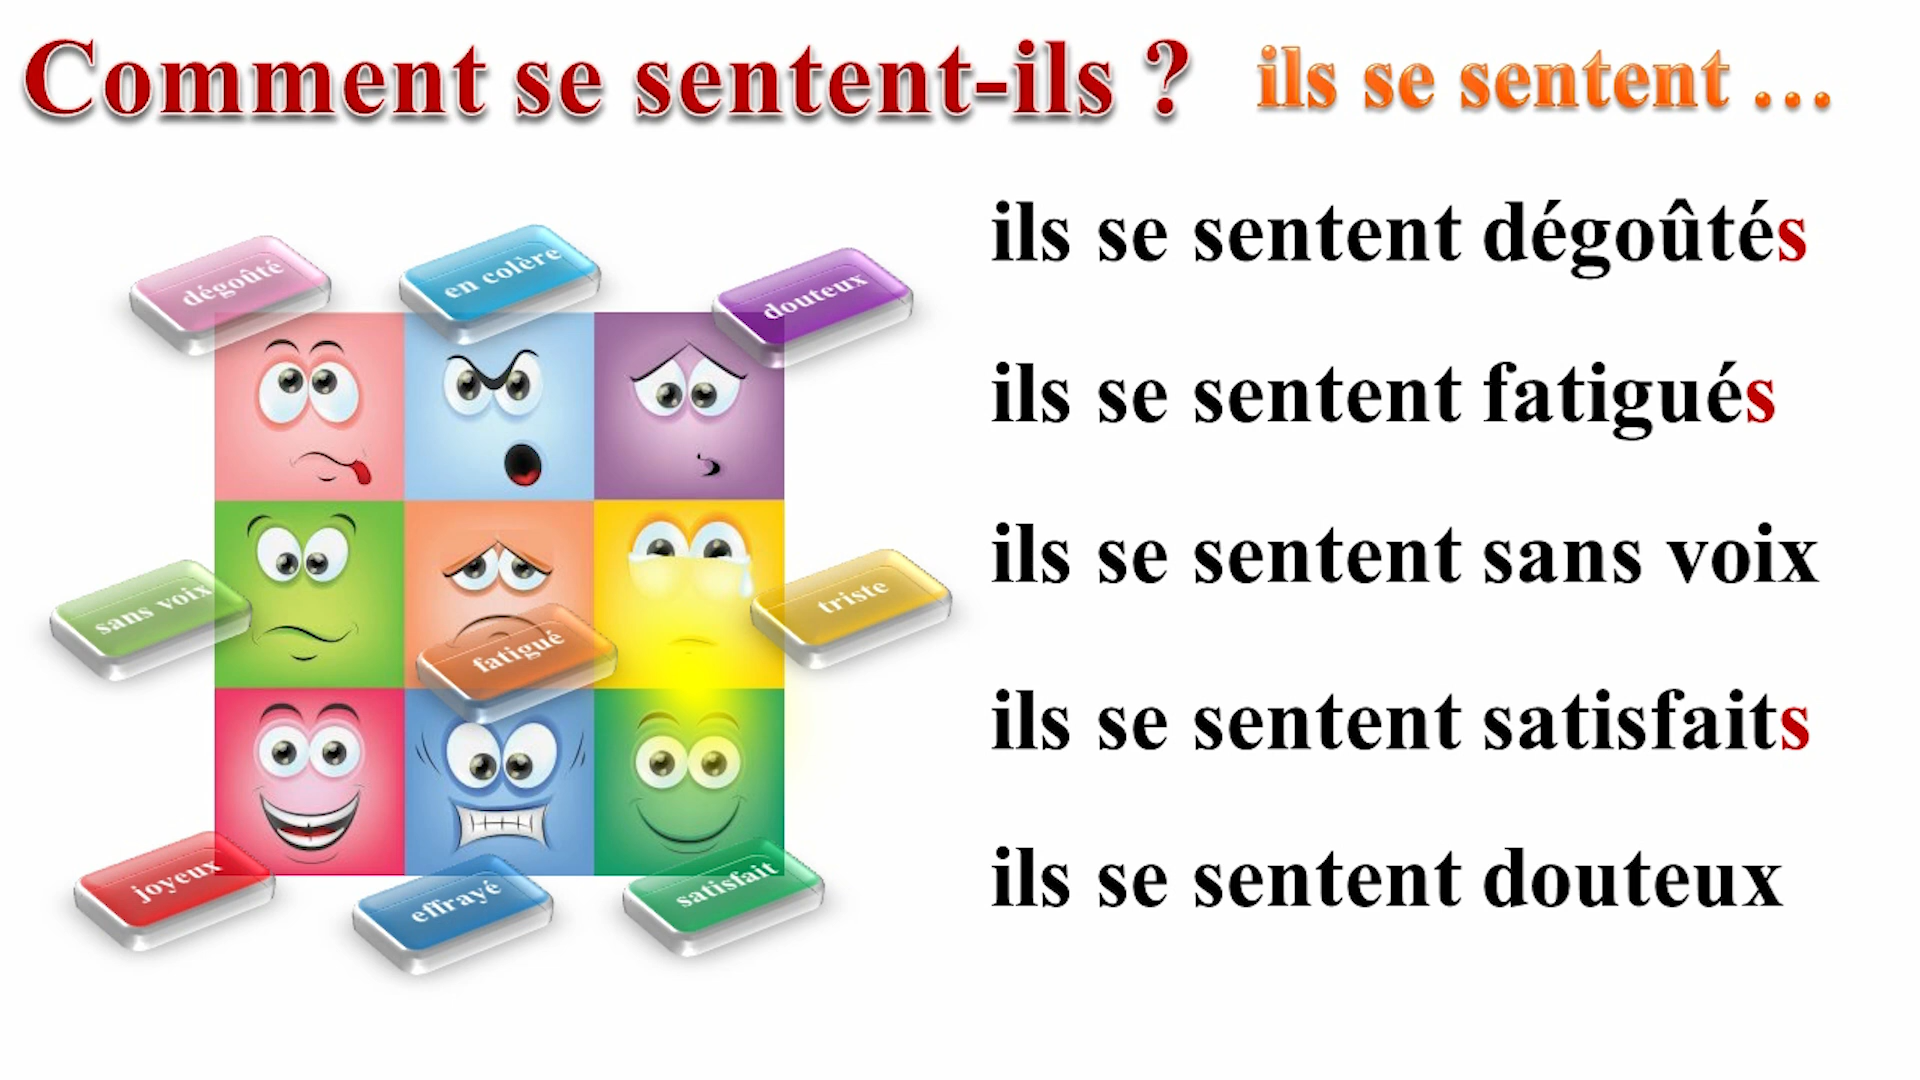 Comment se sentent-ils ? ils se sentent ...
dégoûté
en colère
douteux
sans voix
fatigué
triste
joyeux
effrayé
satisfait
ils se sentent dégoûtés
ils se sentent fatigués
ils se sentent sans voix
ils se sentent satisfaits
ils se sentent douteux